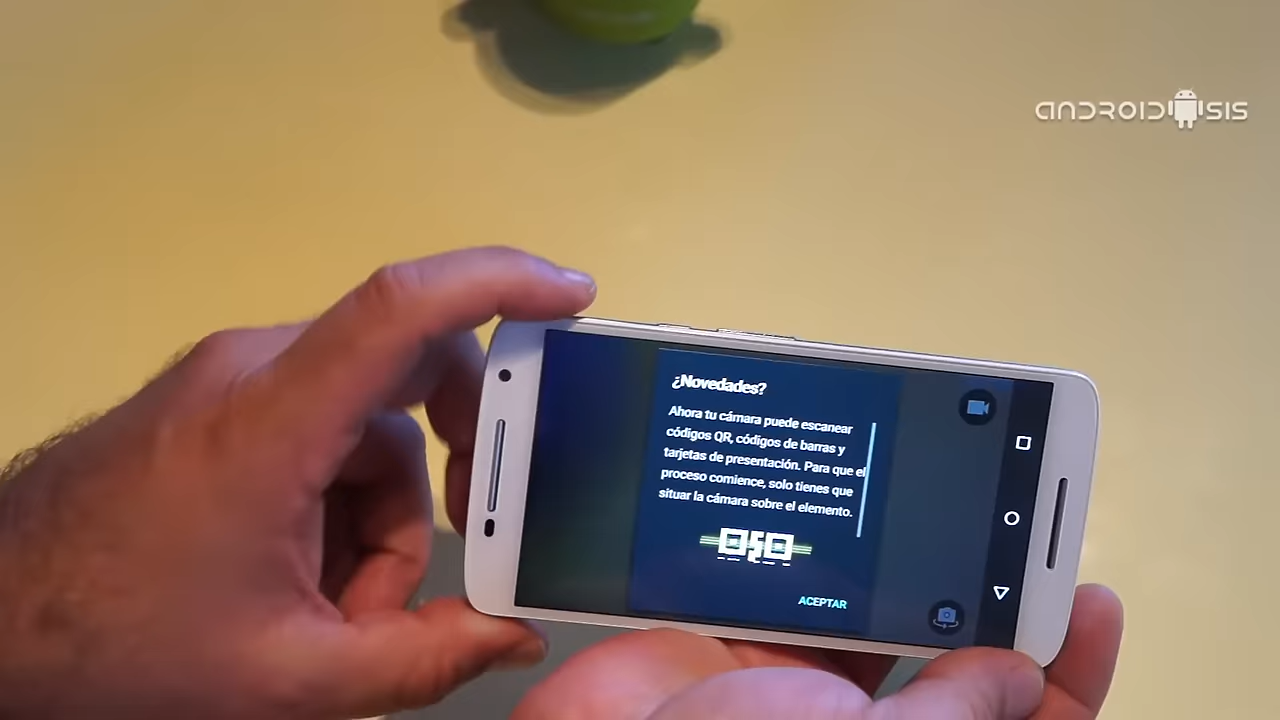 ANDROIDSIS
¿Novedades?
Ahora tu cámara puede escanear
códigos QR, códigos de barras y
tarjetas de presentación. Para que el
proceso comience, solo tienes que
situar la cámara sobre el elemento.
ACEPTAR